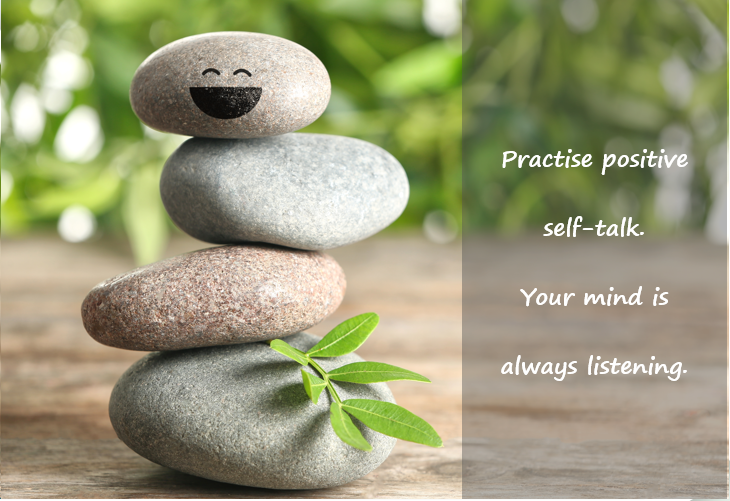 Practise positive
self-talk.
Your mind is
always listening.